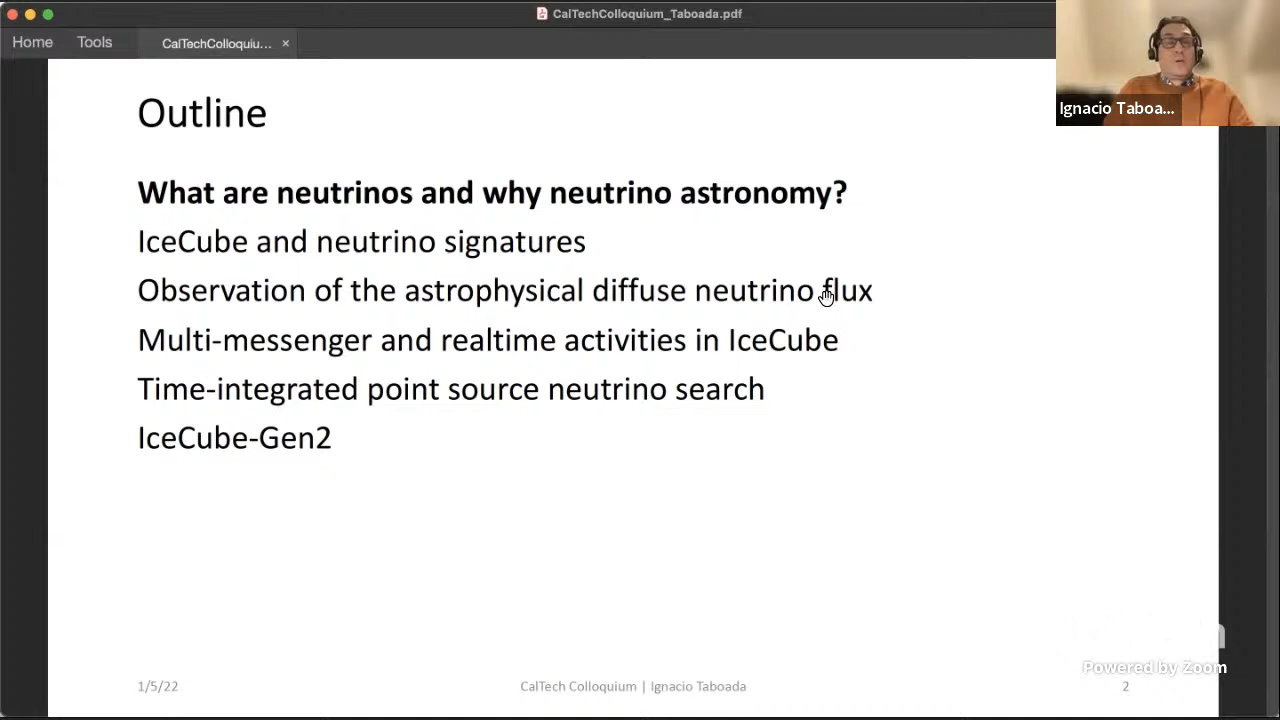 CalTechColloquium_Taboada.pdf
Home Tools CalTechColloquiu... ×
Ignacio Taboa...
Outline
What are neutrinos and why neutrino astronomy?
IceCube and neutrino signatures
Observation of the astrophysical diffuse neutrino flux
Multi-messenger and realtime activities in IceCube
Time-integrated point source neutrino search
IceCube-Gen2
Powered by Zoom
1/5/22 CalTech Colloquium | Ignacio Taboada 2